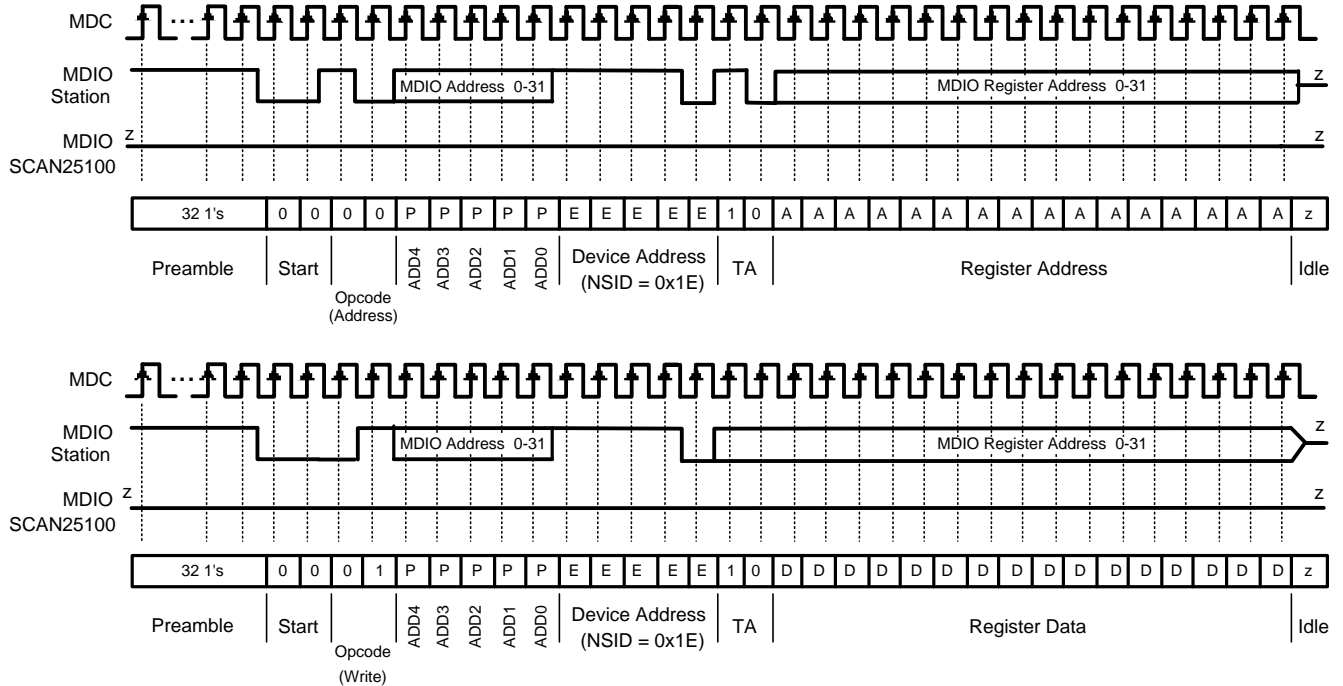 MDC
MDIO
Station
MDIO Address 0-31
MDIO Register Address 0-31
z
MDIO
SCAN25100
z
z
32 1's 0 0 0 0 P P P P P E E E E E 1 0 A A A A A A A A A A A A A A A A z
Preamble Start ADD4 ADD3 ADD2 ADD1 ADD0 Device Address TA Register Address Idle
(NSID = 0x1E)
Opcode
(Address)
MDC
MDIO
Station
MDIO Address 0-31
MDIO Register Address 0-31
z
MDIO
SCAN25100
z
z
32 1's 0 0 0 1 P P P P P E E E E E 1 0 D D D D D D D D D D D D D D D D z
Preamble Start ADD4 ADD3 ADD2 ADD1 ADD0 Device Address TA Register Data Idle
(NSID = 0x1E)
Opcode
(Write)